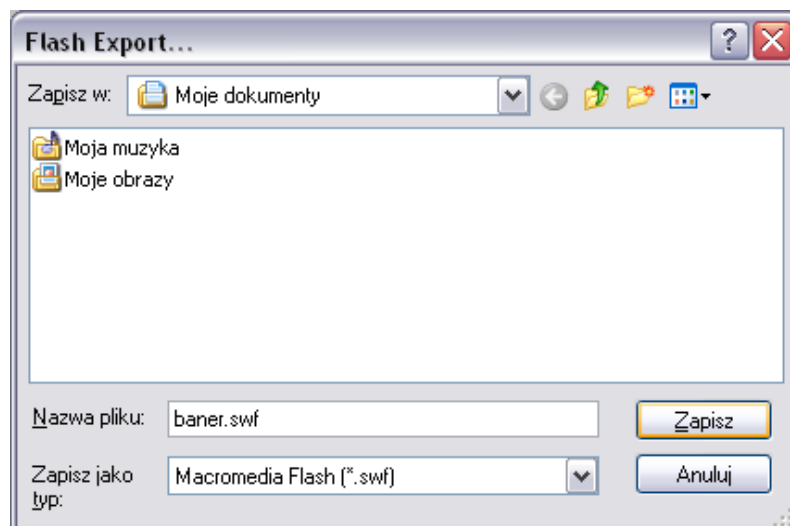 Flash Export...
Zapisz w: Moje dokumenty
Moja muzyka
Moje obrazy
Nazwa pliku: baner.swf Zapisz
Zapisz jako typ: Macromedia Flash (*.swf) Anuluj